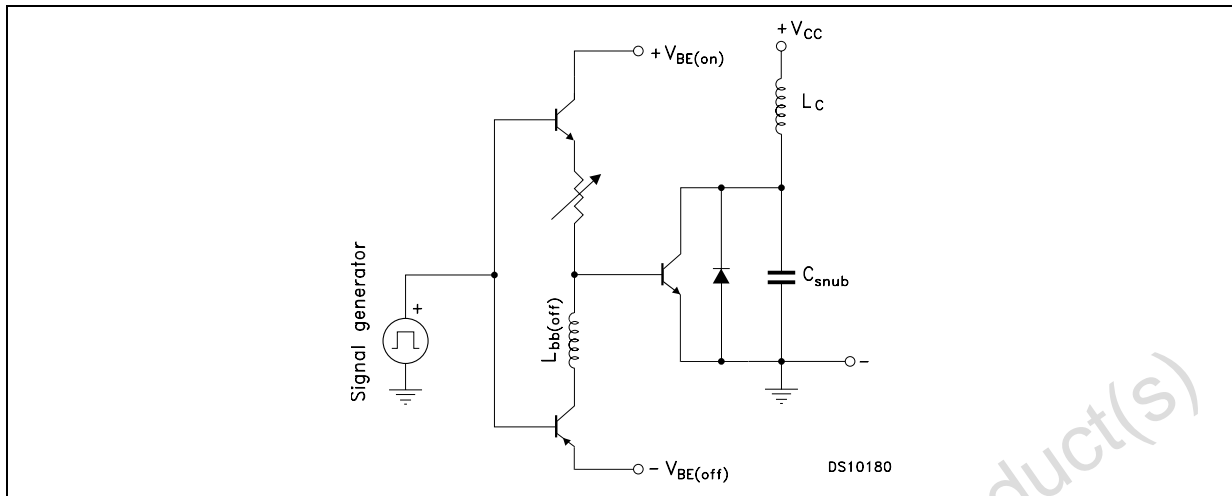 +VCC
+VBE(on)
LC
Signal generator
+
Lbb(off)
Csnub
-
-VBE(off)
DS10180
duct(s)